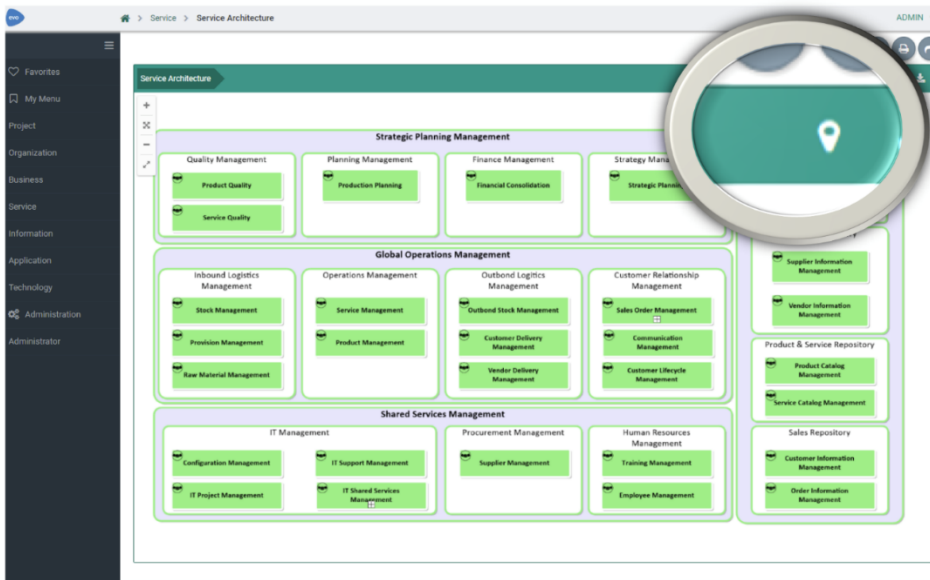 evo
Service
Service Architecture
ADMIN
Favorites
My Menu
Project
Organization
Business
Service
Information
Application
Technology
Administration
Administrator
Service Architecture
Strategic Planning Management
Quality Management
Product Quality
Service Quality
Planning Management
Production Planning
Finance Management
Financial Consolidation
Strategic Planning
Global Operations Management
Inbound Logistics
Management
Stock Management
Provision Management
Raw Material Management
Operations Management
Service Management
Product Management
Outbond Logitics
Management
Outbond Stock Management
Customer Delivery
Management
Vendor Delivery
Management
Customer Relationship
Management
Sales Order Management
Communication
Management
Customer Lifecycle
Management
Shared Services Management
IT Management
Configuration Management
IT Support Management
IT Project Management
IT Shared Services
Management
Procurement Management
Supplier Management
Human Resources
Management
Training Management
Employee Management
Supplier Information
Management
Vendor Information
Management
Product & Service Repository
Product Catalog
Management
Service Catalog Management
Sales Repository
Customer Information
Management
Order Information
Management